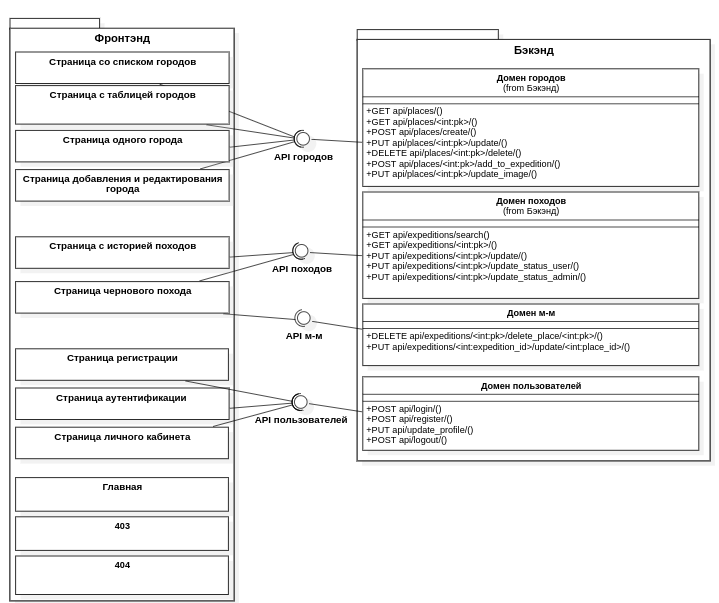 Фронтэнд
Страница со списком городов
Страница с таблицей городов
Страница одного города
Страница добавления и редактирования
города
Страница с историей походов
Страница чернового похода
Страница регистрации
Страница аутентификации
Страница личного кабинета
Главная
403
404
API городов
API походов
API м-м
API пользователей
Бэкэнд
Домен городов
(from Бэкэнд)
+GET api/places/()
+GET api/places/<int:pk>/()
+POST api/places/create/()
+PUT api/places/<int:pk>/update/()
+DELETE api/places/<int:pk>/delete/()
+POST api/places/<int:pk>/add_to_expedition/()
+PUT api/places/<int:pk>/update_image/()
Домен походов
(from Бэкэнд)
+GET api/expeditions/search()
+GET api/expeditions/<int:pk>/()
+PUT api/expeditions/<int:pk>/update/()
+PUT api/expeditions/<int:pk>/update_status_user/()
+PUT api/expeditions/<int:pk>/update_status_admin/()
Домен м-м
+DELETE api/expeditions/<int:pk>/delete_place/<int:pk>/()
+PUT api/expeditions/<int:expedition_id>/update/<int:place_id>/()
Домен пользователей
+POST api/login/()
+POST api/register/()
+PUT api/update_profile/()
+POST api/logout/()